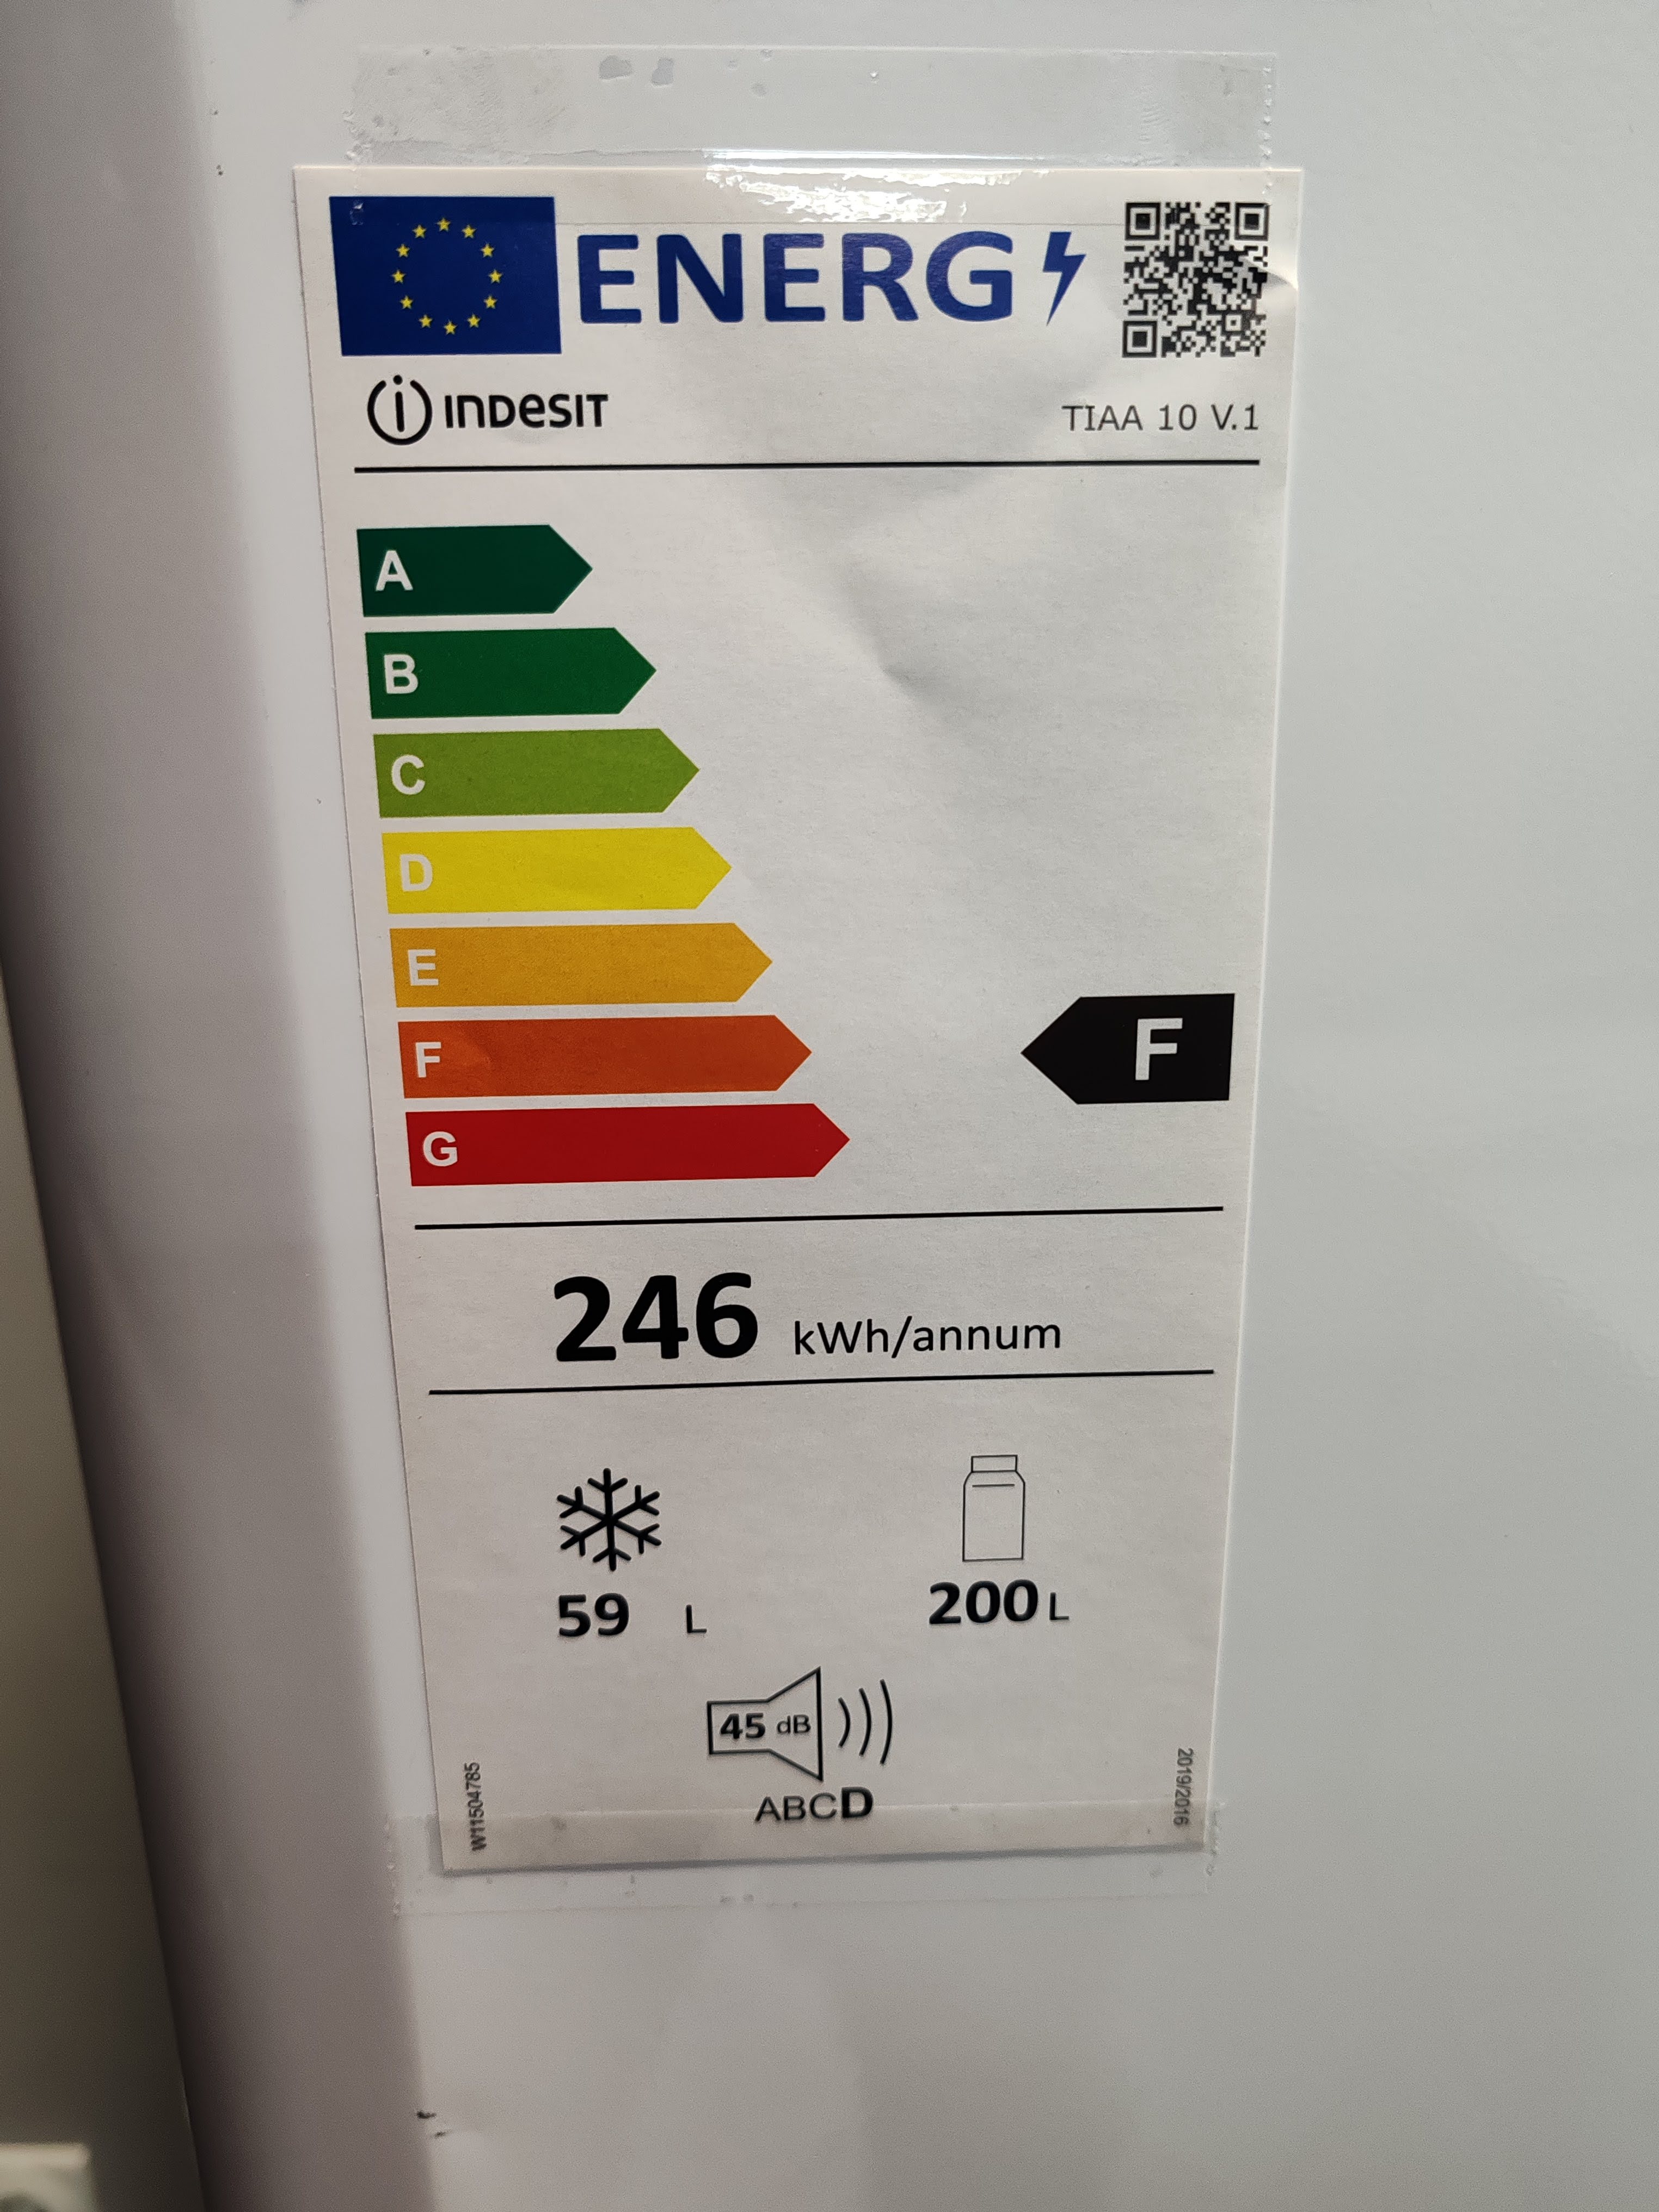 ENERG
INDESIT
TIAA 10 V.1
A
B
C
D
E
F
F
G
246 kWh/annum
59 L
200 L
45 dB
ABCD
W11504785
2019/2016